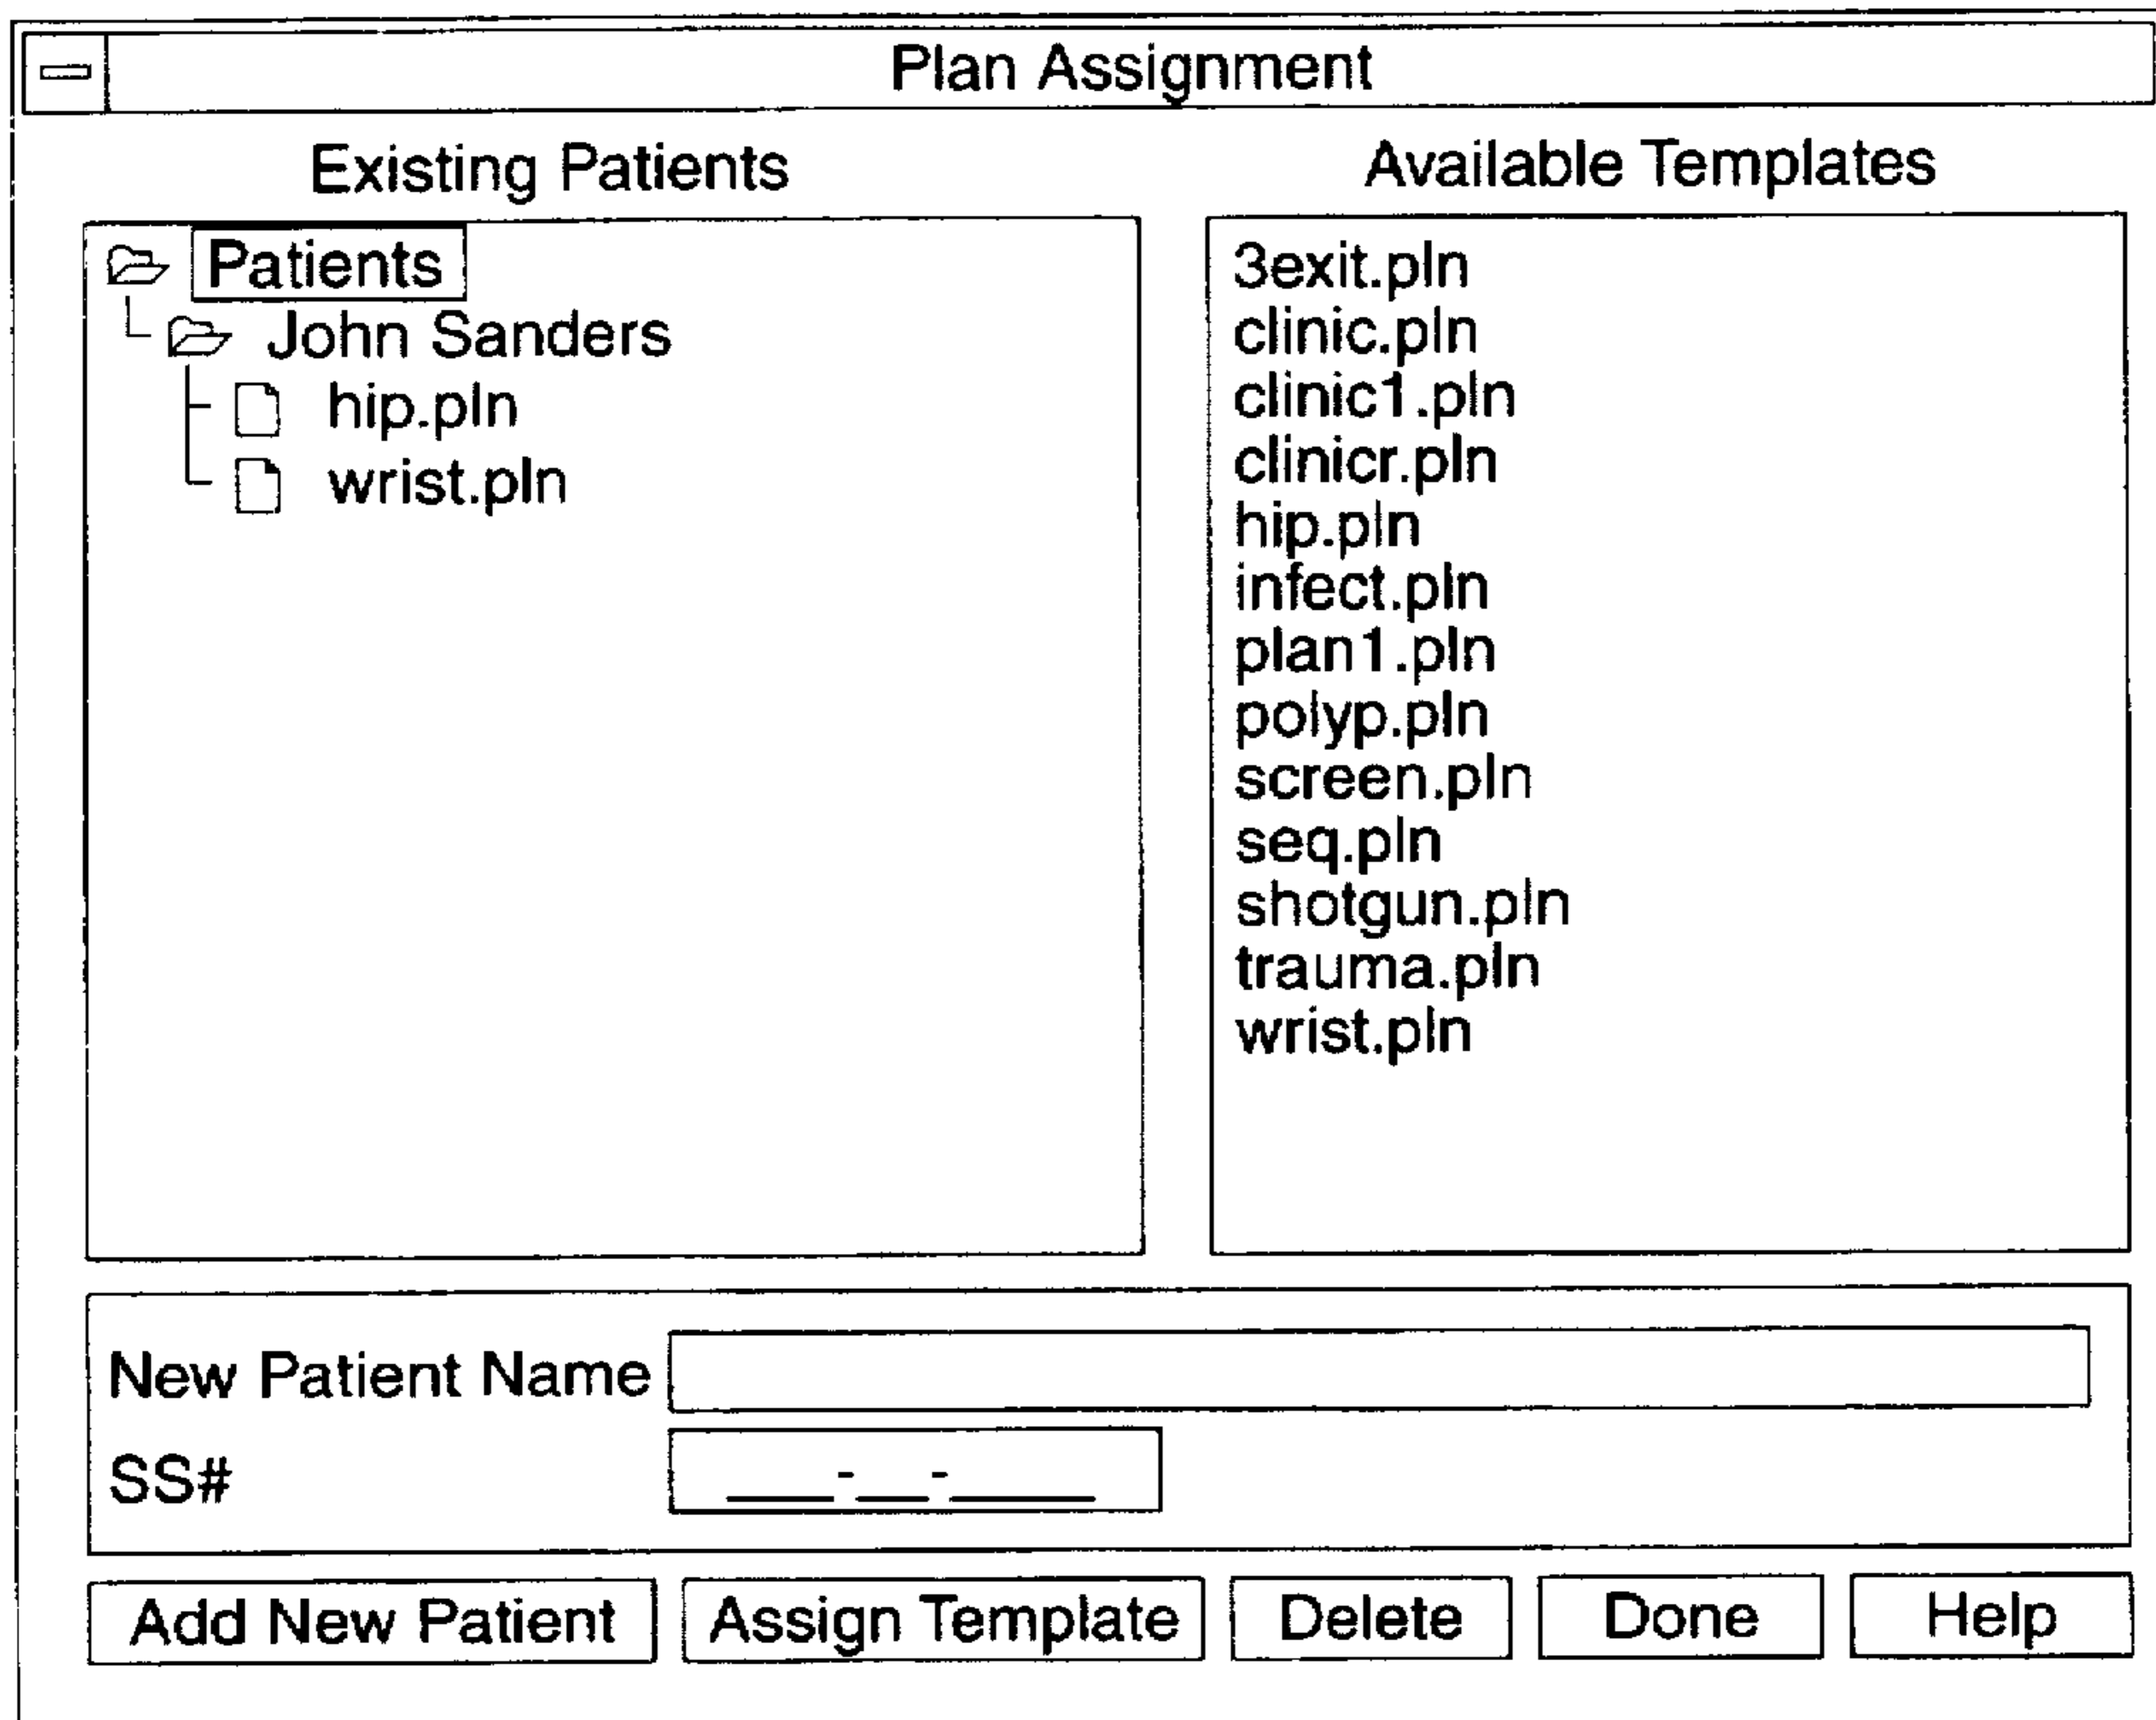 Plan Assignment
Existing Patients
Patients
John Sanders
hip.pln
wrist.pln
Available Templates
3exit.pln
clinic.pln
clinic1.pln
clinicr.pln
hip.pln
infect.pln
plan1.pln
polyp.pln
screen.pln
seq.pln
shotgun.pln
trauma.pln
wrist.pln
New Patient Name
SS# ___-__-____
Add New Patient Assign Template Delete Done Help